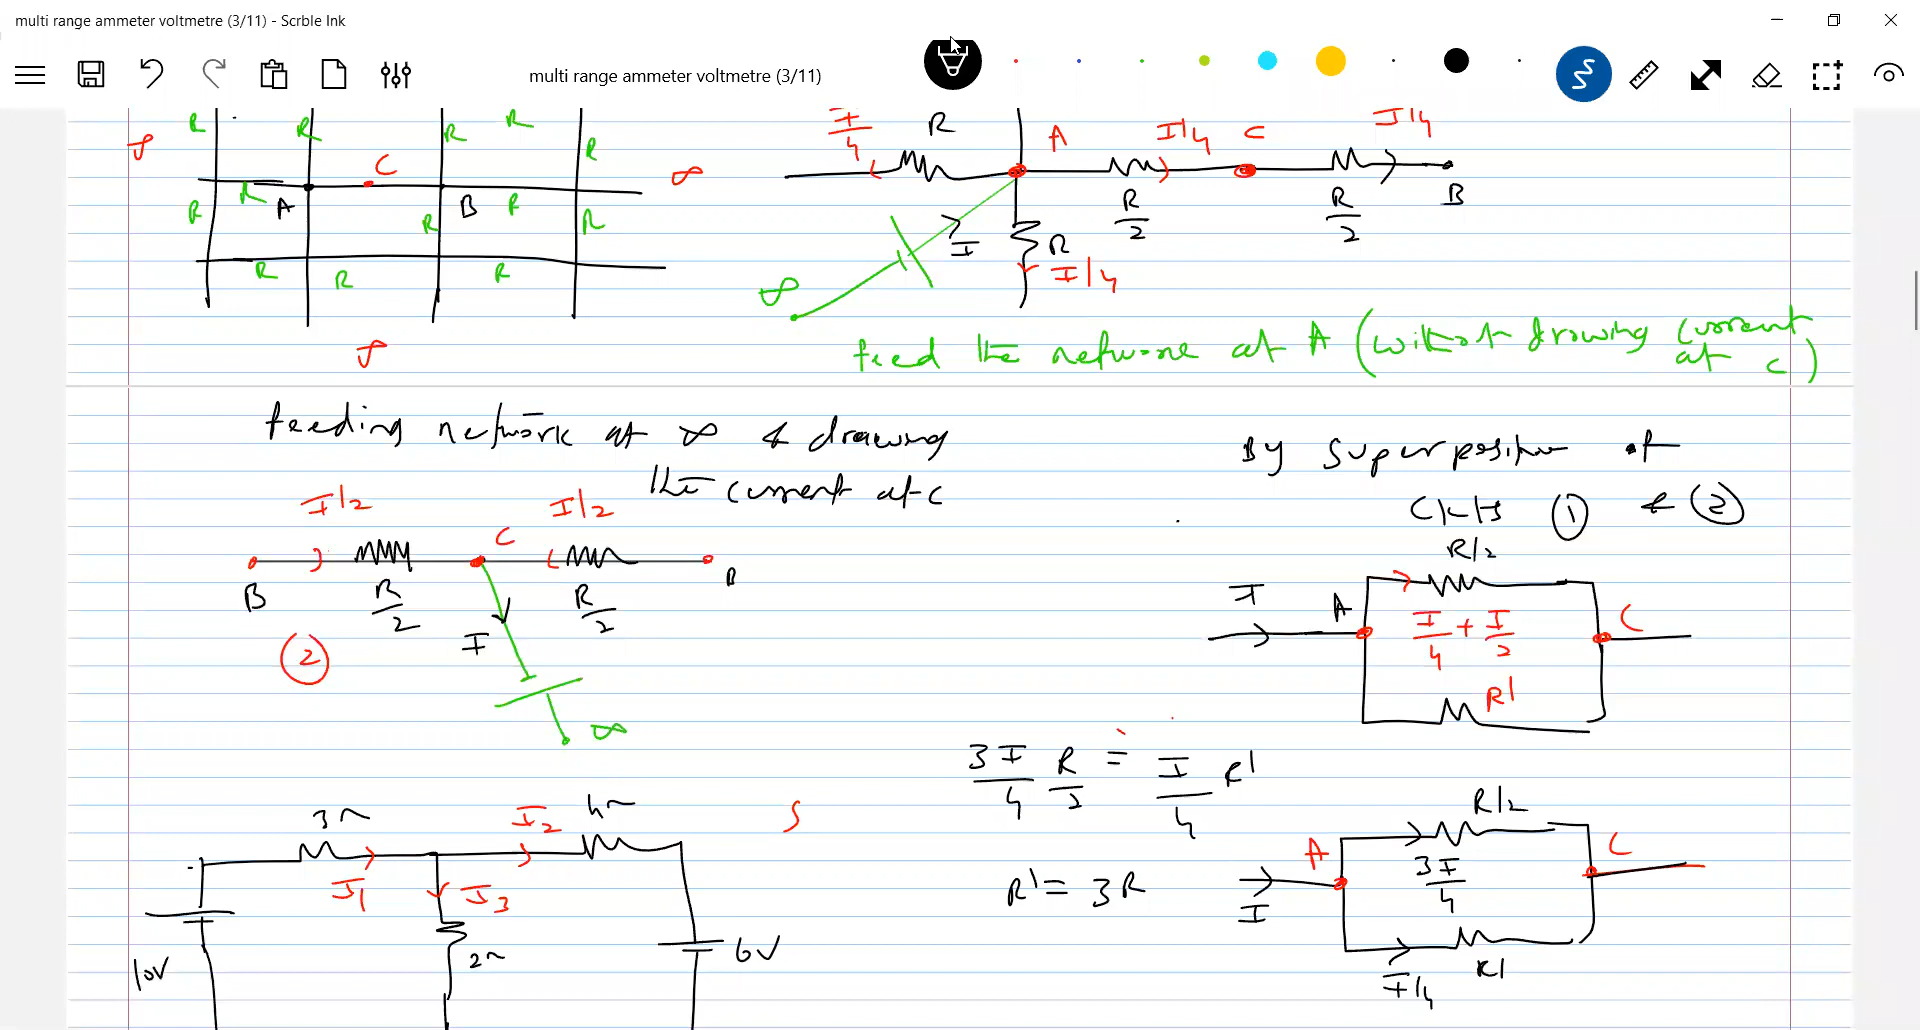 multi range ammeter voltmetre (3/11) - Scrble Ink
multi range ammeter voltmetre (3/11)
R R R R R
∞ C ∞
R R A R B R R
R R R
∞
I/4 R A I/4 C I/4
R/2 R/2 B
I R I/4
∞
feed the network at A (without drawing current at C)
feeding network at ∞ & drawing
the current at C
I/2 I/2
C
B R/2 R/2 B
I
2
∞
By superposition of
Ckts 1 & 2
R/2
I A I/4 + I/2 C
R'
3I/4 R/2 = I/4 R'
R' = 3R
R/2
A 3I/4 C
I
I/4 R'
3Ω I2 4Ω S
I1 I3
10V 2Ω 6V